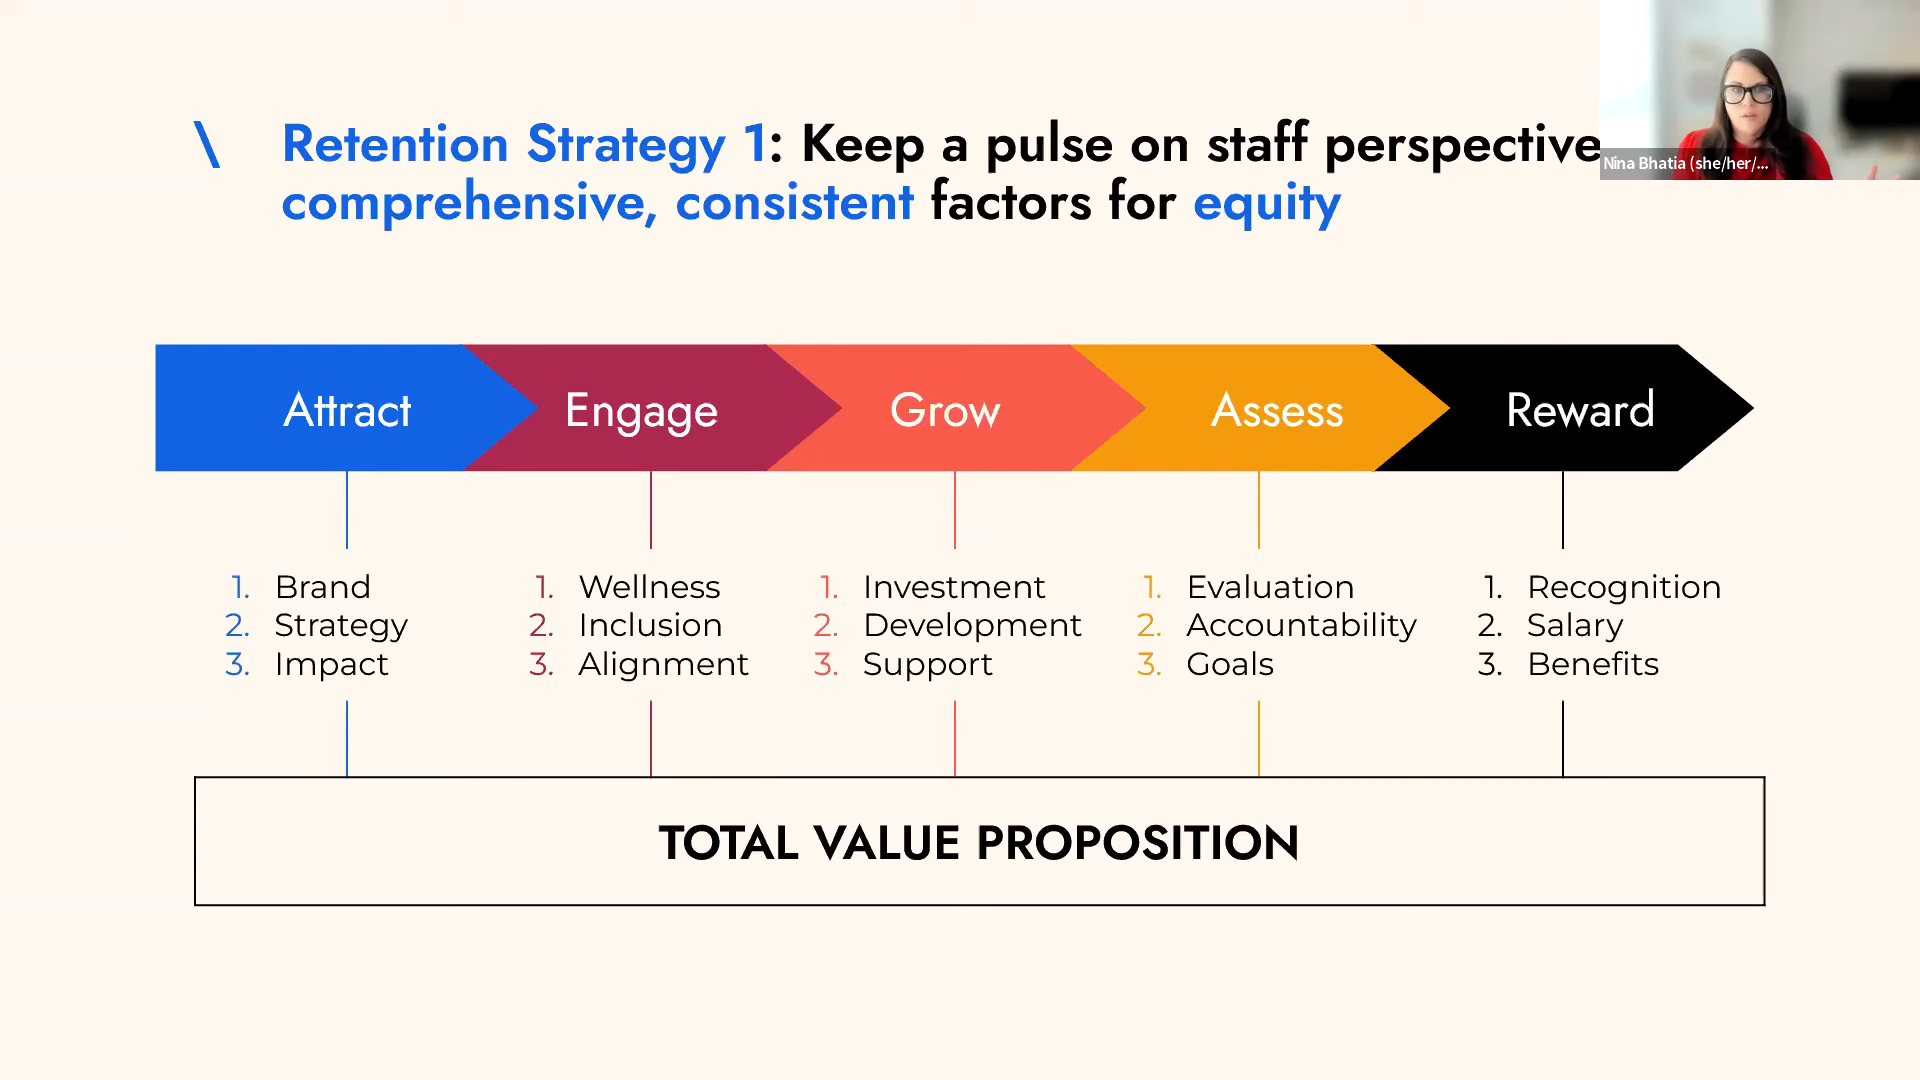 \ Retention Strategy 1: Keep a pulse on staff perspective
comprehensive, consistent factors for equity
Nina Bhatia (she/her/...
Attract
Engage
Grow
Assess
Reward
1. Brand
2. Strategy
3. Impact
1. Wellness
2. Inclusion
3. Alignment
1. Investment
2. Development
3. Support
1. Evaluation
2. Accountability
3. Goals
1. Recognition
2. Salary
3. Benefits
TOTAL VALUE PROPOSITION